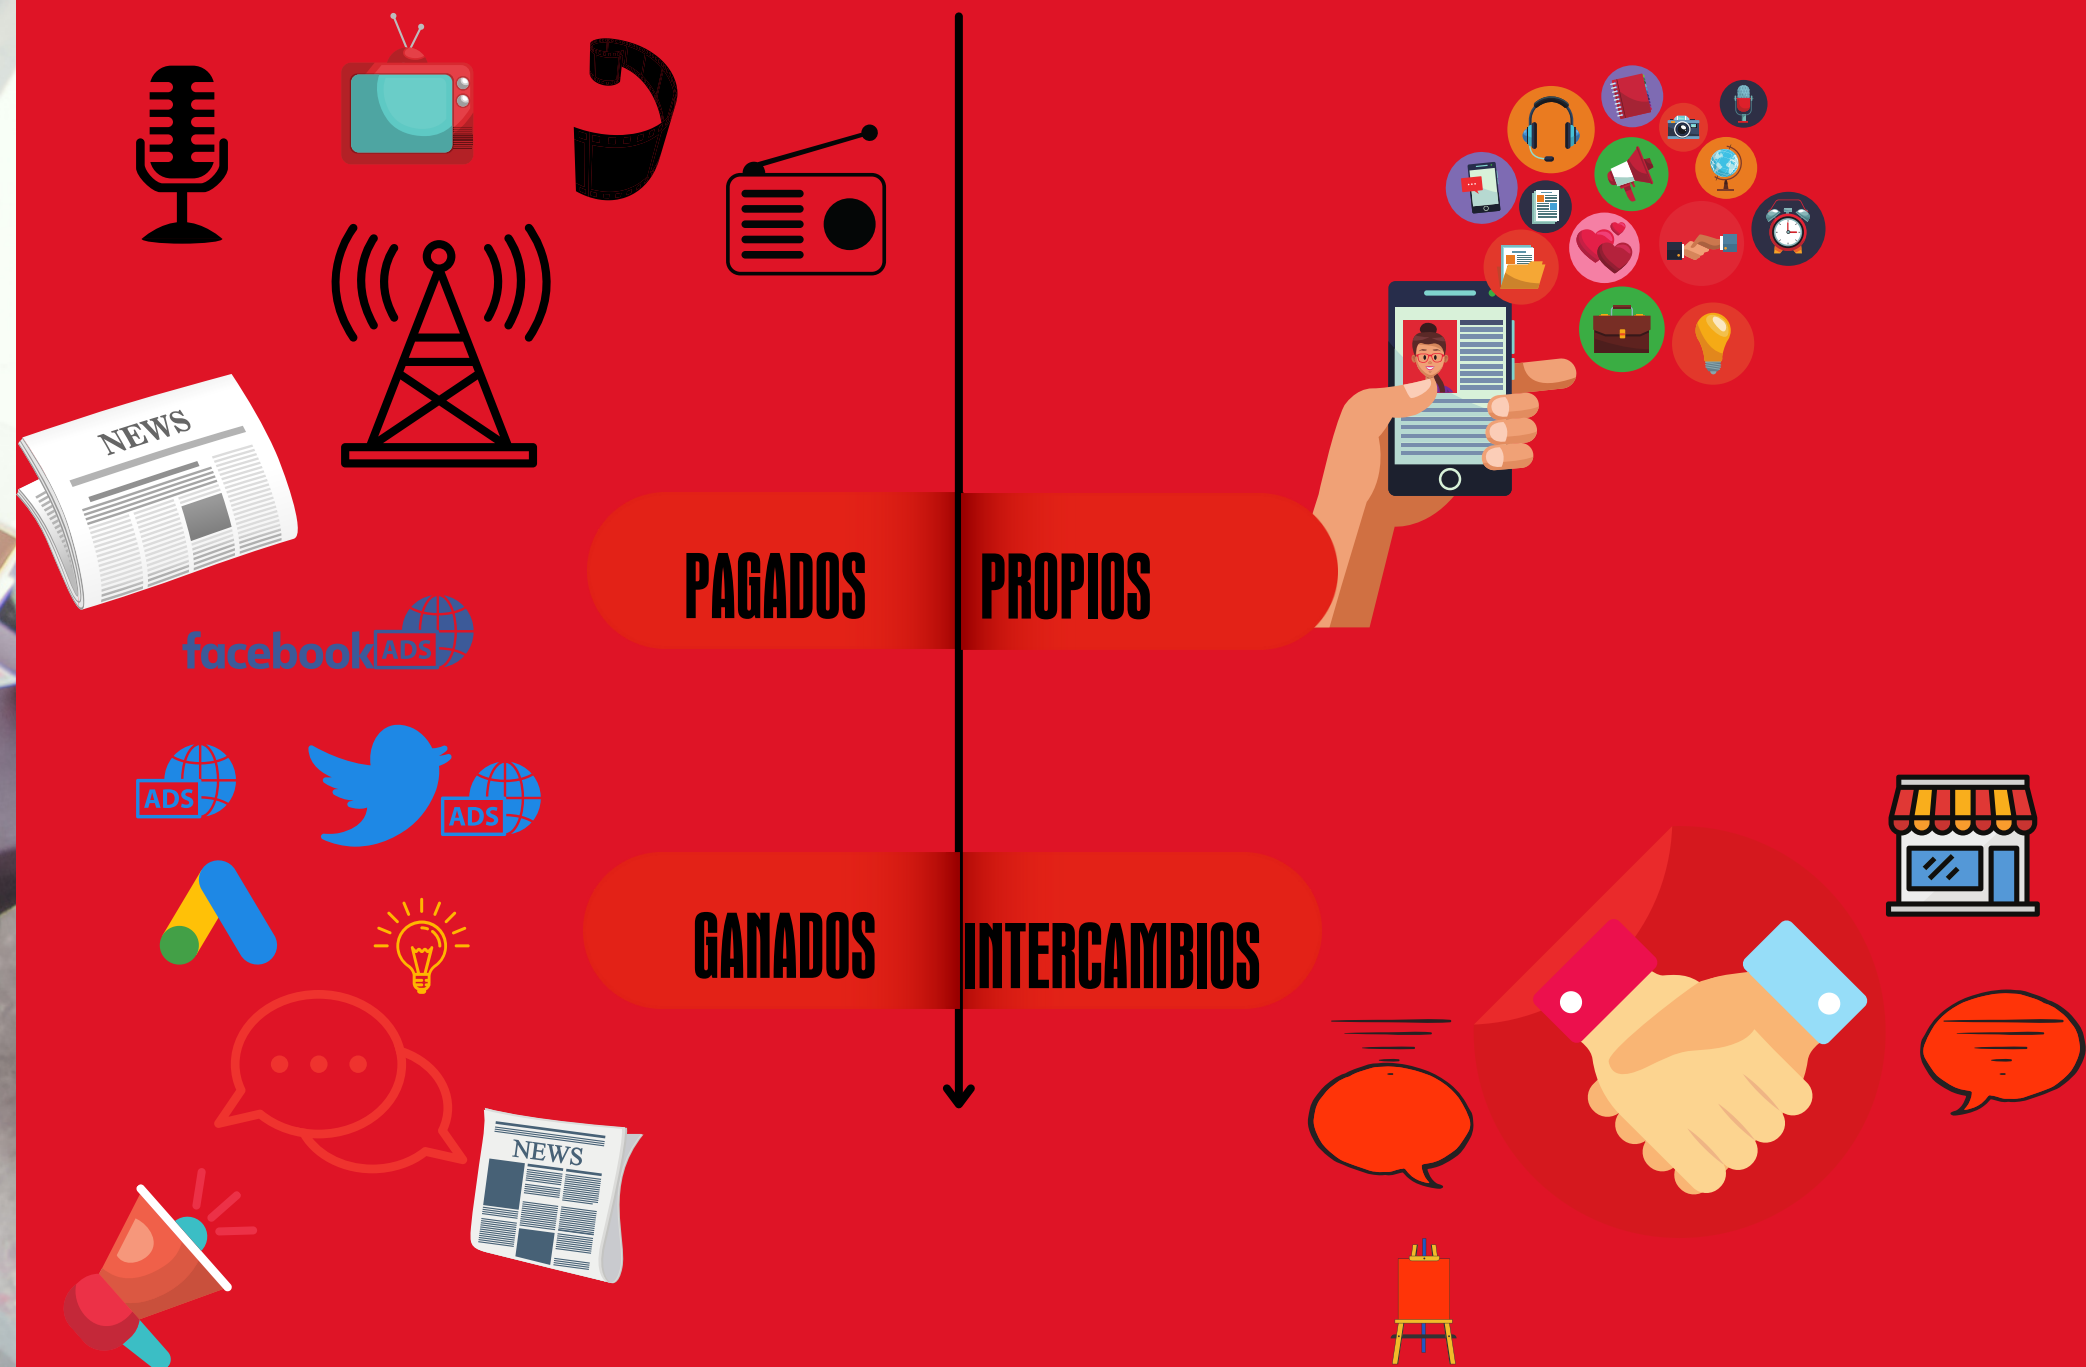 NEWS
facebook ADS
PAGADOS
PROPIOS
ADS
ADS
GANADOS
INTERCAMBIOS
NEWS